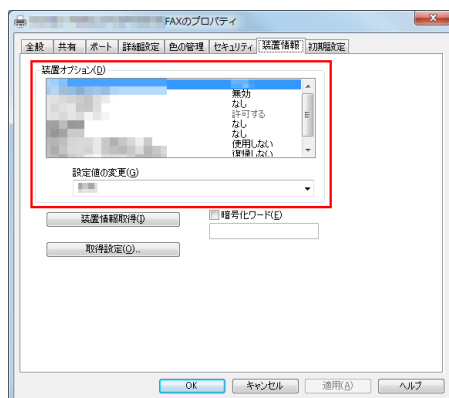 FAXのプロパティ
全般 共有 ポート 詳細設定 色の管理 セキュリティ 装置情報 初期設定
装置オプション(D)
無効
なし
許可する
なし
なし
使用しない
復帰しない
設定値の変更(G)
装置情報取得(I)
暗号化ワード(E)
取得設定(O)...
OK キャンセル 適用(A) ヘルプ